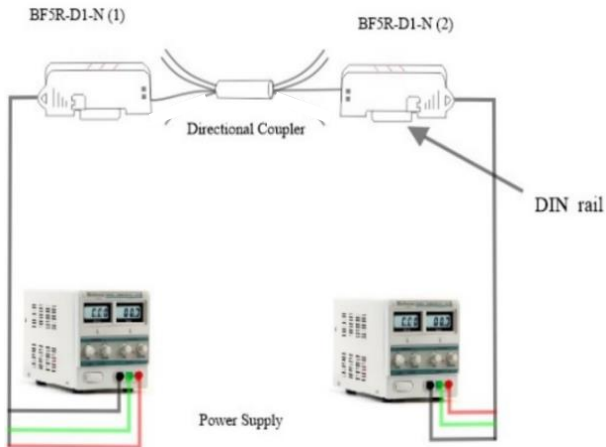 BF5R-D1-N (1)
BF5R-D1-N (2)
Directional Coupler
DIN rail
Power Supply